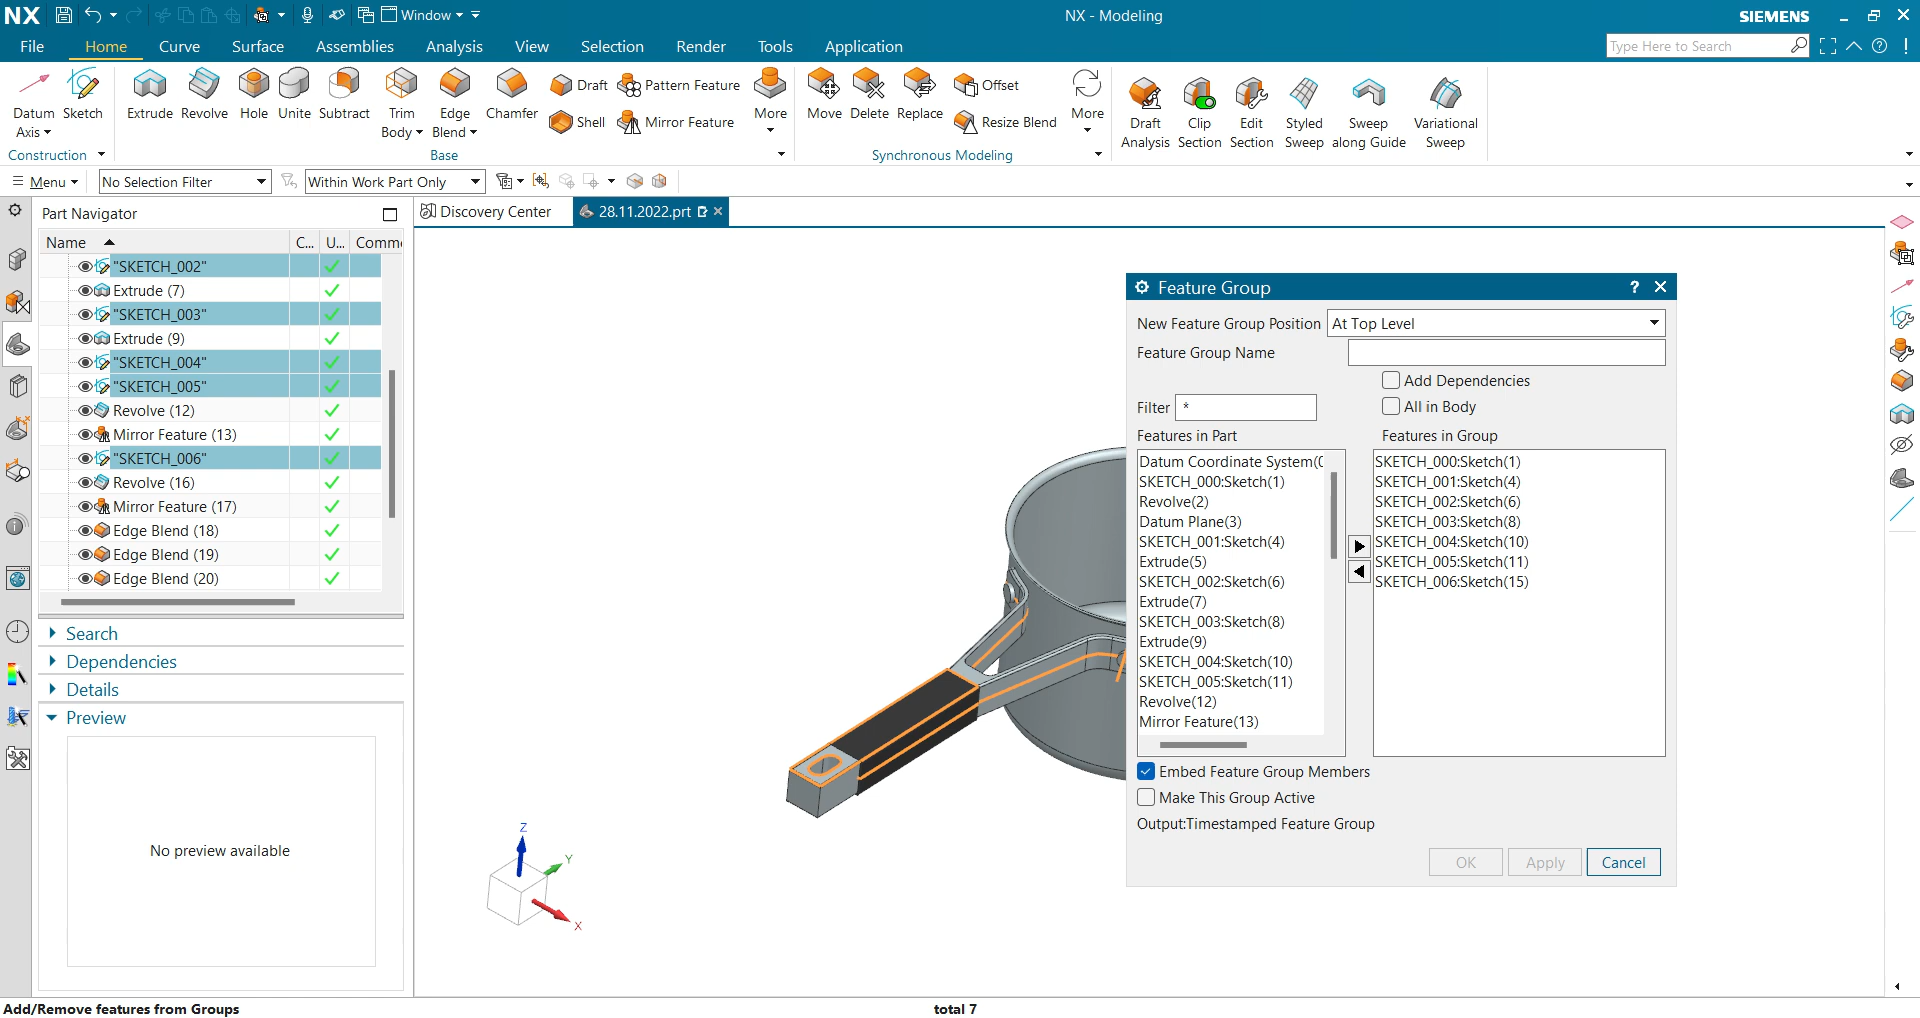 NX
Window
NX - Modeling
SIEMENS
File
Home
Curve
Surface
Assemblies
Analysis
View
Selection
Render
Tools
Application
Type Here to Search
Datum Axis
Sketch
Extrude
Revolve
Hole
Unite
Subtract
Trim Body
Edge Blend
Chamfer
Draft
Shell
Pattern Feature
Mirror Feature
More
Move
Delete
Replace
Offset
Resize Blend
More
Draft Analysis
Clip Section
Edit Section
Styled Sweep
Sweep along Guide
Variational Sweep
Construction
Base
Synchronous Modeling
Menu
No Selection Filter
Within Work Part Only
Part Navigator
Discovery Center
28.11.2022.prt
Name
C...
U...
Comm
"SKETCH_002"
Extrude (7)
"SKETCH_003"
Extrude (9)
"SKETCH_004"
"SKETCH_005"
Revolve (12)
Mirror Feature (13)
"SKETCH_006"
Revolve (16)
Mirror Feature (17)
Edge Blend (18)
Edge Blend (19)
Edge Blend (20)
Search
Dependencies
Details
Preview
No preview available
Z
Y
X
Feature Group
?
New Feature Group Position
At Top Level
Feature Group Name
Add Dependencies
Filter
*
All in Body
Features in Part
Datum Coordinate System(
SKETCH_000:Sketch(1)
Revolve(2)
Datum Plane(3)
SKETCH_001:Sketch(4)
Extrude(5)
SKETCH_002:Sketch(6)
Extrude(7)
SKETCH_003:Sketch(8)
Extrude(9)
SKETCH_004:Sketch(10)
SKETCH_005:Sketch(11)
Revolve(12)
Mirror Feature(13)
Features in Group
SKETCH_000:Sketch(1)
SKETCH_001:Sketch(4)
SKETCH_002:Sketch(6)
SKETCH_003:Sketch(8)
SKETCH_004:Sketch(10)
SKETCH_005:Sketch(11)
SKETCH_006:Sketch(15)
Embed Feature Group Members
Make This Group Active
Output:Timestamped Feature Group
OK
Apply
Cancel
Add/Remove features from Groups
total 7